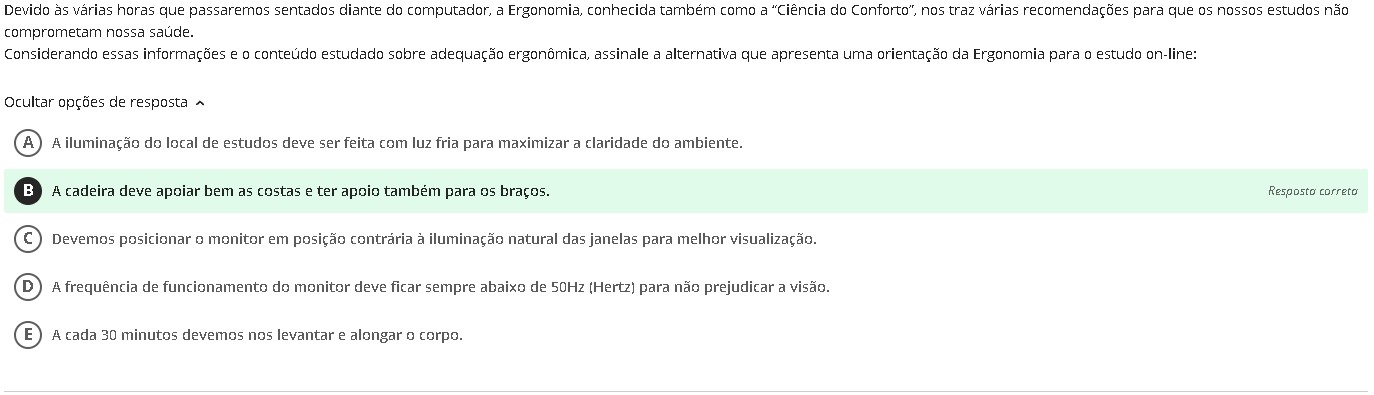 Devido às várias horas que passaremos sentados diante do computador, a Ergonomia, conhecida também como a “Ciência do Conforto”, nos traz várias recomendações para que os nossos estudos não
comprometam nossa saúde.
Considerando essas informações e o conteúdo estudado sobre adequação ergonômica, assinale a alternativa que apresenta uma orientação da Ergonomia para o estudo on-line:
Ocultar opções de resposta
A A iluminação do local de estudos deve ser feita com luz fria para maximizar a claridade do ambiente.
B A cadeira deve apoiar bem as costas e ter apoio também para os braços. Resposta correta
C Devemos posicionar o monitor em posição contrária à iluminação natural das janelas para melhor visualização.
D A frequência de funcionamento do monitor deve ficar sempre abaixo de 50Hz (Hertz) para não prejudicar a visão.
E A cada 30 minutos devemos nos levantar e alongar o corpo.